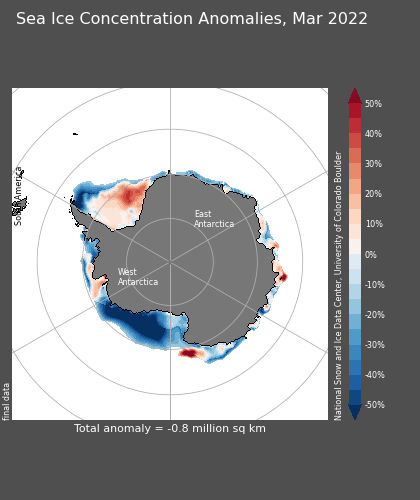 Sea Ice Concentration Anomalies, Mar 2022
South America
East
Antarctica
West
Antarctica
50%
40%
30%
20%
10%
0%
-10%
-20%
-30%
-40%
-50%
National Snow and Ice Data Center, University of Colorado Boulder
final data
Total anomaly = -0.8 million sq km